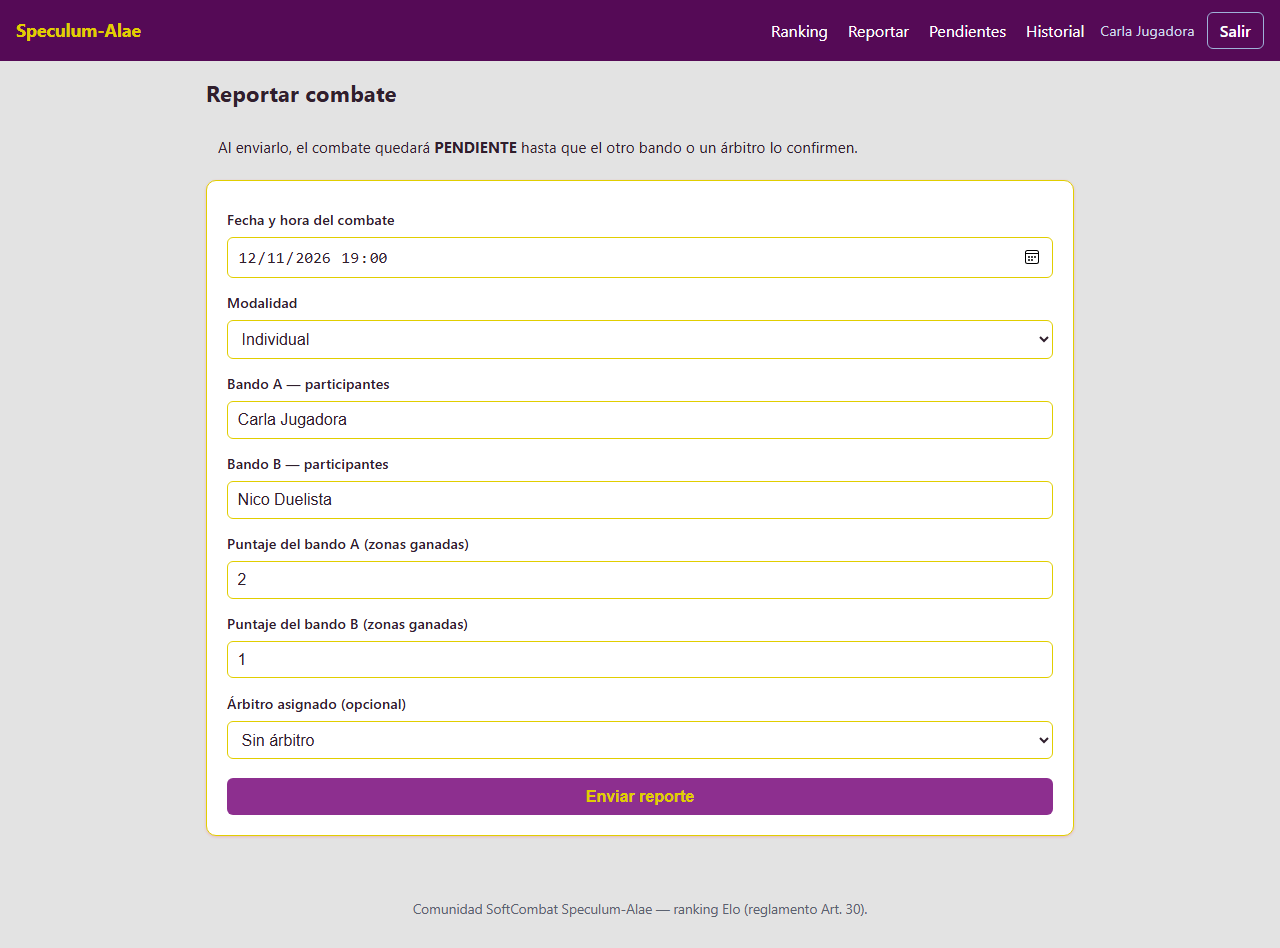 Speculum-Alae
Ranking Reportar Pendientes Historial Carla Jugadora Salir
Reportar combate
Al enviarlo, el combate quedará PENDIENTE hasta que el otro bando o un árbitro lo confirmen.
Fecha y hora del combate
12/11/2026 19:00
Modalidad
Individual
Bando A — participantes
Carla Jugadora
Bando B — participantes
Nico Duelista
Puntaje del bando A (zonas ganadas)
2
Puntaje del bando B (zonas ganadas)
1
Árbitro asignado (opcional)
Sin árbitro
Enviar reporte
Comunidad SoftCombat Speculum-Alae — ranking Elo (reglamento Art. 30).